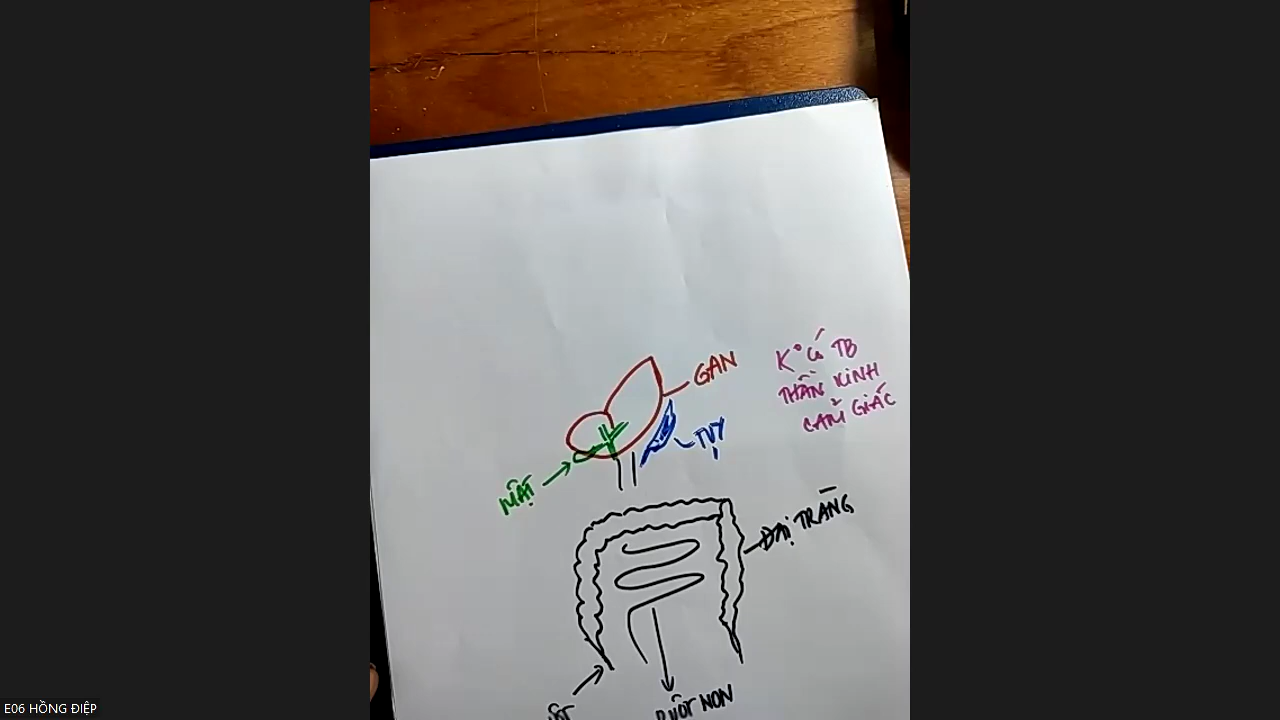 GAN
K° có TB
THẦN KINH
CẢM GIÁC
TỤY
MẬT
ĐẠI TRÀNG
RUỘT NON
E06 HỒNG ĐIỆP